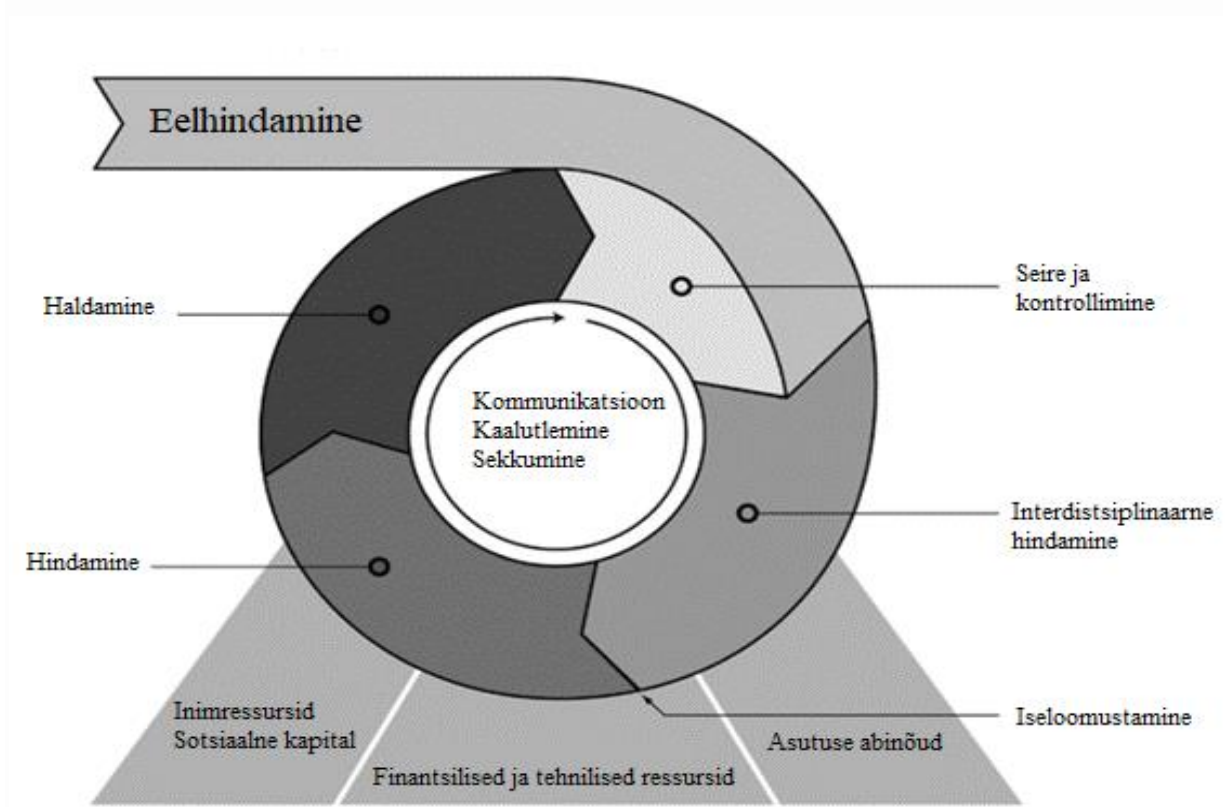 Eelhindamine
Seire ja
kontrollimine
Haldamine
Kommunikatsioon
Kaalutlemine
Sekkumine
Interdistsiplinaarne
hindamine
Hindamine
Inimressursid
Sotsiaalne kapital
Iseloomustamine
Asutuse abinõud
Finantsilised ja tehnilised ressursid